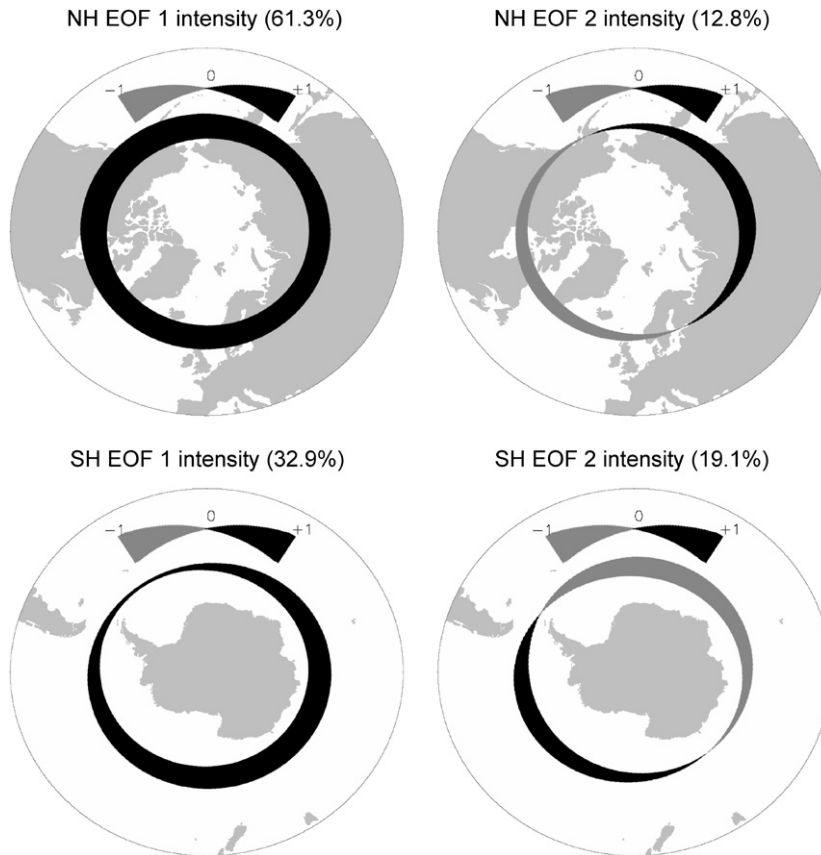 NH EOF 1 intensity (61.3%)
NH EOF 2 intensity (12.8%)
−1 0 +1
−1 0 +1
SH EOF 1 intensity (32.9%)
SH EOF 2 intensity (19.1%)
−1 0 +1
−1 0 +1